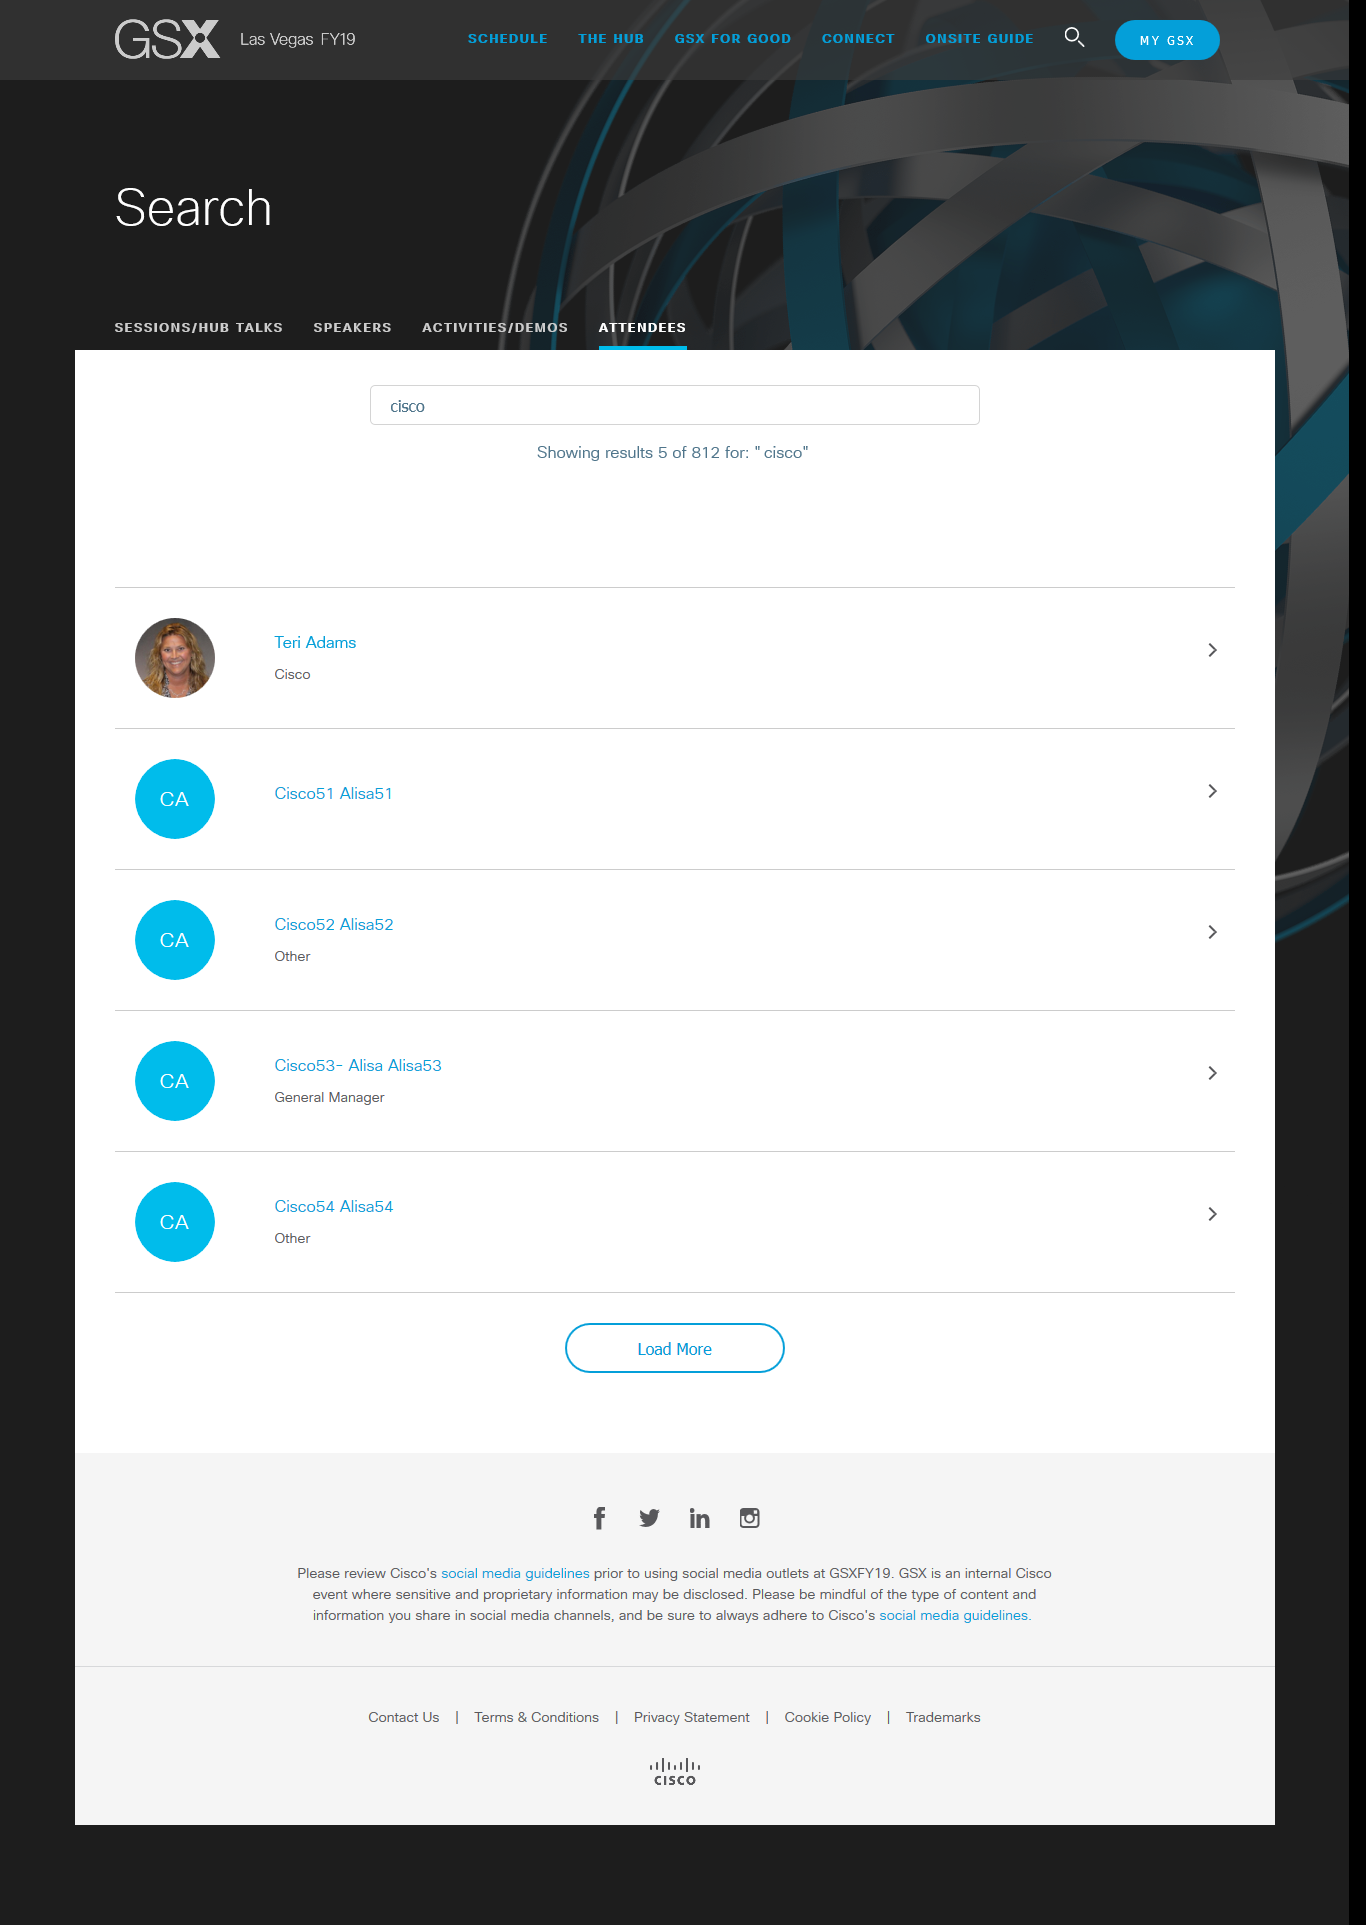 GSX Las Vegas FY19 SCHEDULE THE HUB GSX FOR GOOD CONNECT ONSITE GUIDE MY GSX
Search
SESSIONS/HUB TALKS SPEAKERS ACTIVITIES/DEMOS ATTENDEES
cisco
Showing results 5 of 812 for: "cisco"
Teri Adams
Cisco
CA
Cisco51 Alisa51
CA
Cisco52 Alisa52
Other
CA
Cisco53- Alisa Alisa53
General Manager
CA
Cisco54 Alisa54
Other
Load More
Please review Cisco's social media guidelines prior to using social media outlets at GSXFY19. GSX is an internal Cisco
event where sensitive and proprietary information may be disclosed. Please be mindful of the type of content and
information you share in social media channels, and be sure to always adhere to Cisco's social media guidelines.
Contact Us | Terms & Conditions | Privacy Statement | Cookie Policy | Trademarks
CISCO